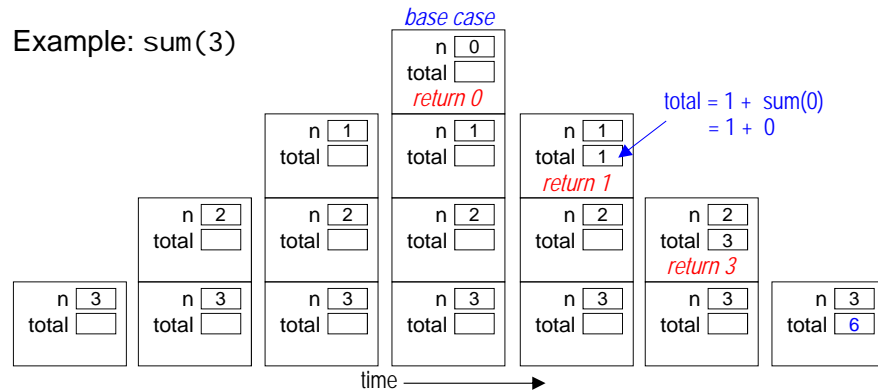 base case
Example: sum(3)
n 0
total
return 0
total = 1 + sum(0)
= 1 + 0
n 1 n 1 n 1
total total total 1
return 1
n 2 n 2 n 2 n 2 n 2
total total total total total 3
return 3
n 3 n 3 n 3 n 3 n 3 n 3 n 3
total total total total total total total 6
time